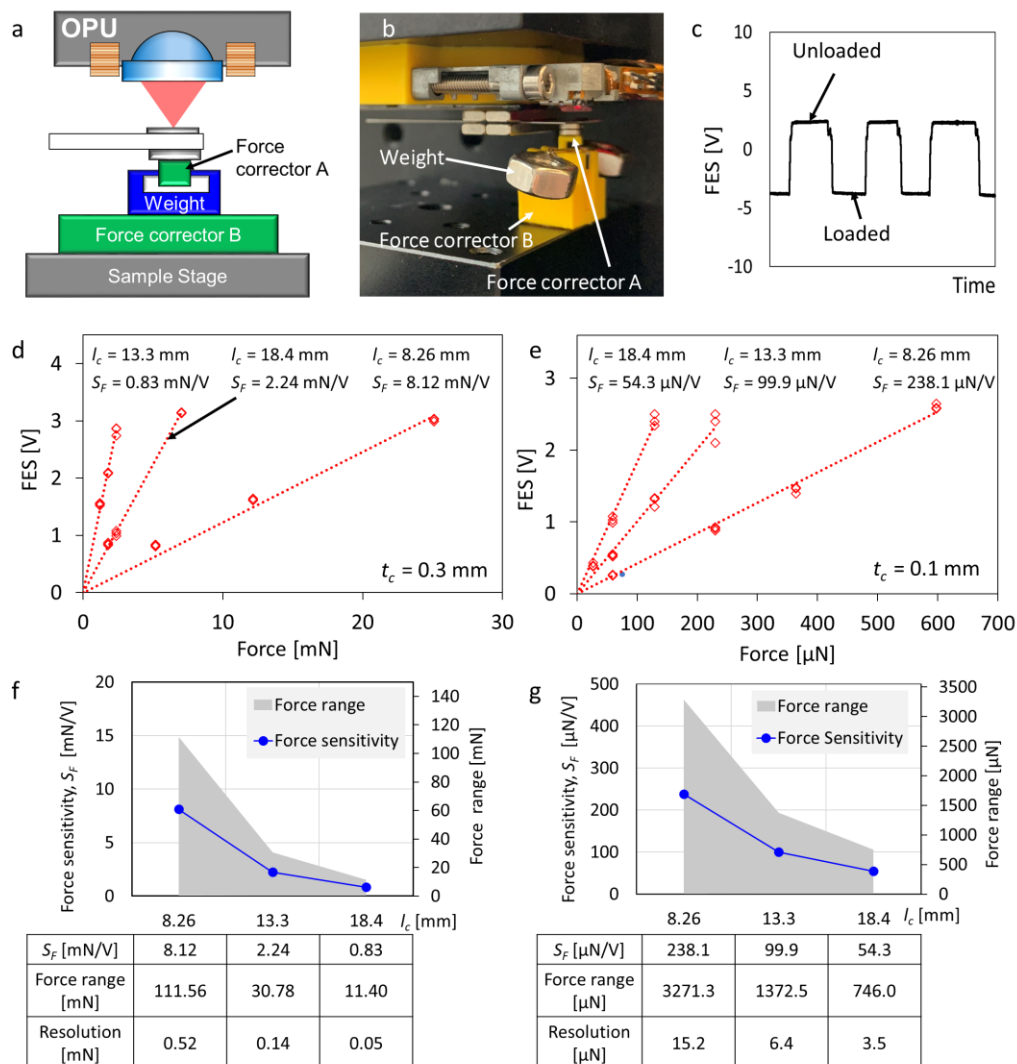 a
OPU
Force
corrector A
Weight
Force corrector B
Sample Stage
b
Weight
Force corrector B
Force corrector A
c
10
5
0
-5
-10
FES [V]
Unloaded
Loaded
Time
d
l_c = 13.3 mm l_c = 18.4 mm l_c = 8.26 mm
S_F = 0.83 mN/V S_F = 2.24 mN/V S_F = 8.12 mN/V
4
3
2
1
0
FES [V]
t_c = 0.3 mm
0 10 20 30
Force [mN]
e
l_c = 18.4 mm l_c = 13.3 mm l_c = 8.26 mm
S_F = 54.3 µN/V S_F = 99.9 µN/V S_F = 238.1 µN/V
3
2
1
0
FES [V]
t_c = 0.1 mm
0 100 200 300 400 500 600 700
Force [µN]
f
Force sensitivity, S_F [mN/V]
20
15
10
5
0
Force range
Force sensitivity
140
120
100
80
60
40
20
0
Force range [mN]
8.26 13.3 18.4 l_c [mm]
S_F [mN/V] 8.12 2.24 0.83
Force range
[mN] 111.56 30.78 11.40
Resolution
[mN] 0.52 0.14 0.05
g
Force sensitivity, S_F [µN/V]
500
400
300
200
100
0
Force range
Force Sensitivity
3500
3000
2500
2000
1500
1000
500
0
Force range [µN]
8.26 13.3 18.4 l_c [mm]
S_F [µN/V] 238.1 99.9 54.3
Force range
[µN] 3271.3 1372.5 746.0
Resolution
[µN] 15.2 6.4 3.5